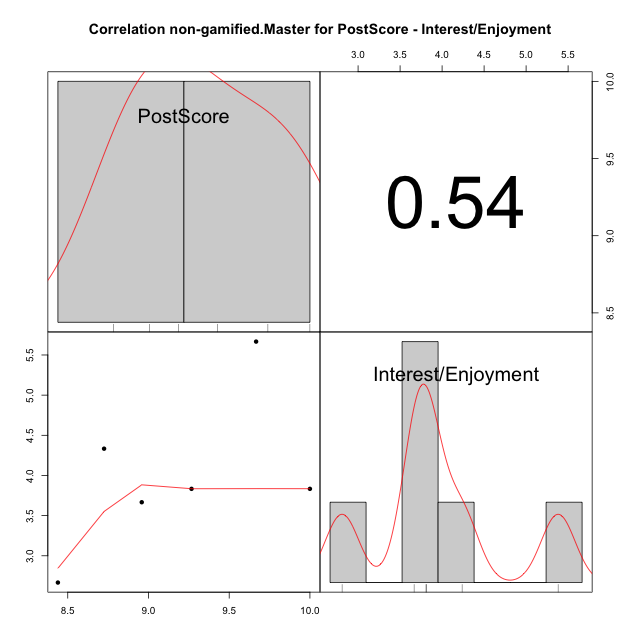 Correlation non-gamified.Master for PostScore - Interest/Enjoyment
3.0 3.5 4.0 4.5 5.0 5.5
PostScore
0.54
10.0
9.5
9.0
8.5
5.5
5.0
4.5
4.0
3.5
3.0
Interest/Enjoyment
8.5 9.0 9.5 10.0